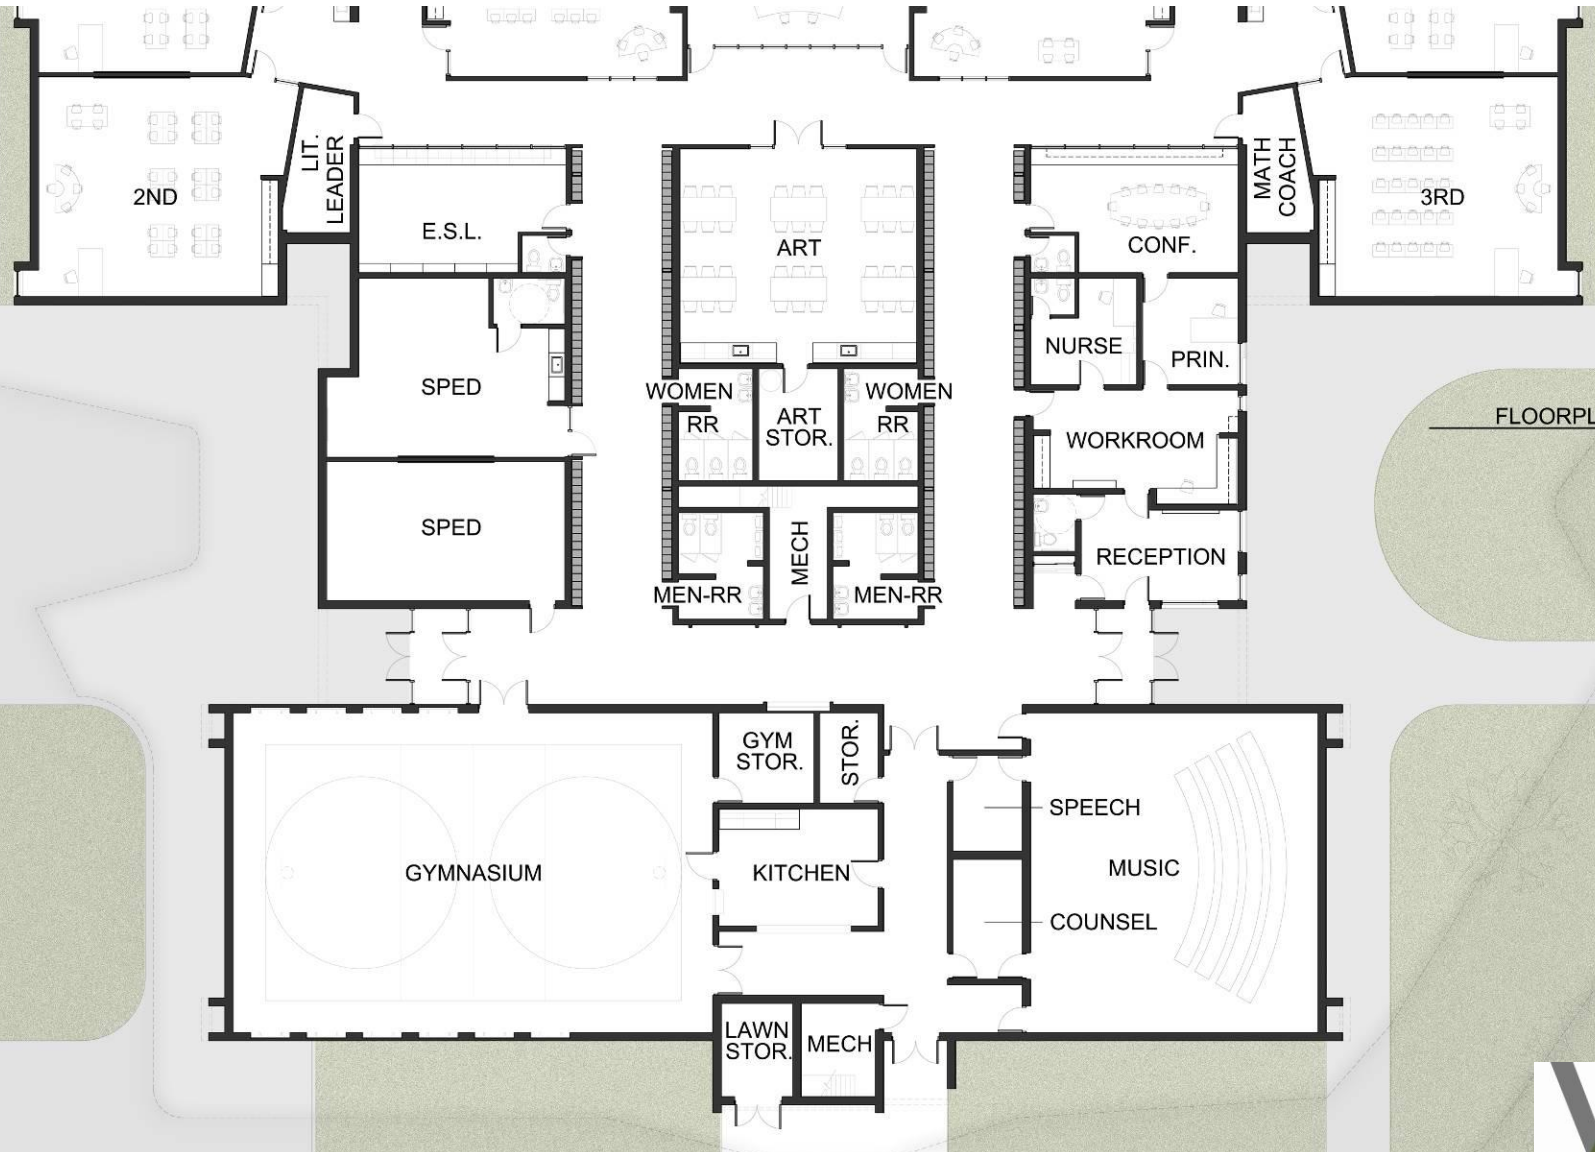 2ND
LIT.
LEADER
E.S.L.
ART
CONF.
MATH
COACH
3RD
SPED
NURSE
PRIN.
WOMEN
RR
ART
STOR.
WOMEN
RR
WORKROOM
FLOORPL
SPED
MECH
RECEPTION
MEN-RR
MEN-RR
GYM
STOR.
STOR.
SPEECH
GYMNASIUM
KITCHEN
MUSIC
COUNSEL
LAWN
STOR.
MECH